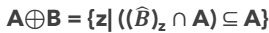 A⊕B = {z| ((B̂)z ∩ A) ⊆ A}